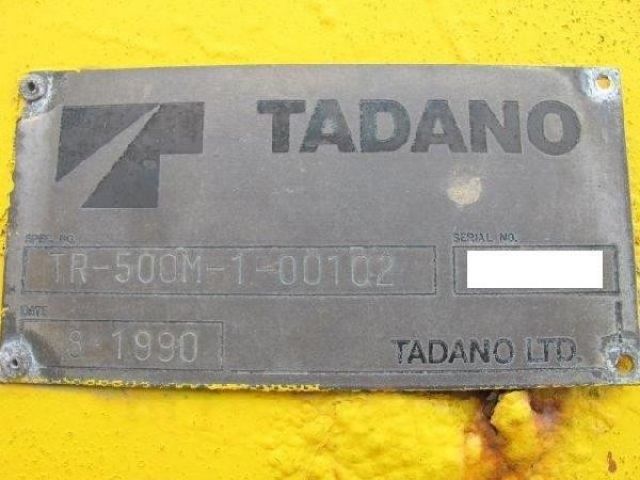 TADANO
SPEC. NO.
SERIAL NO.
TR-500M-1-00102
DATE
8-1990
TADANO LTD.